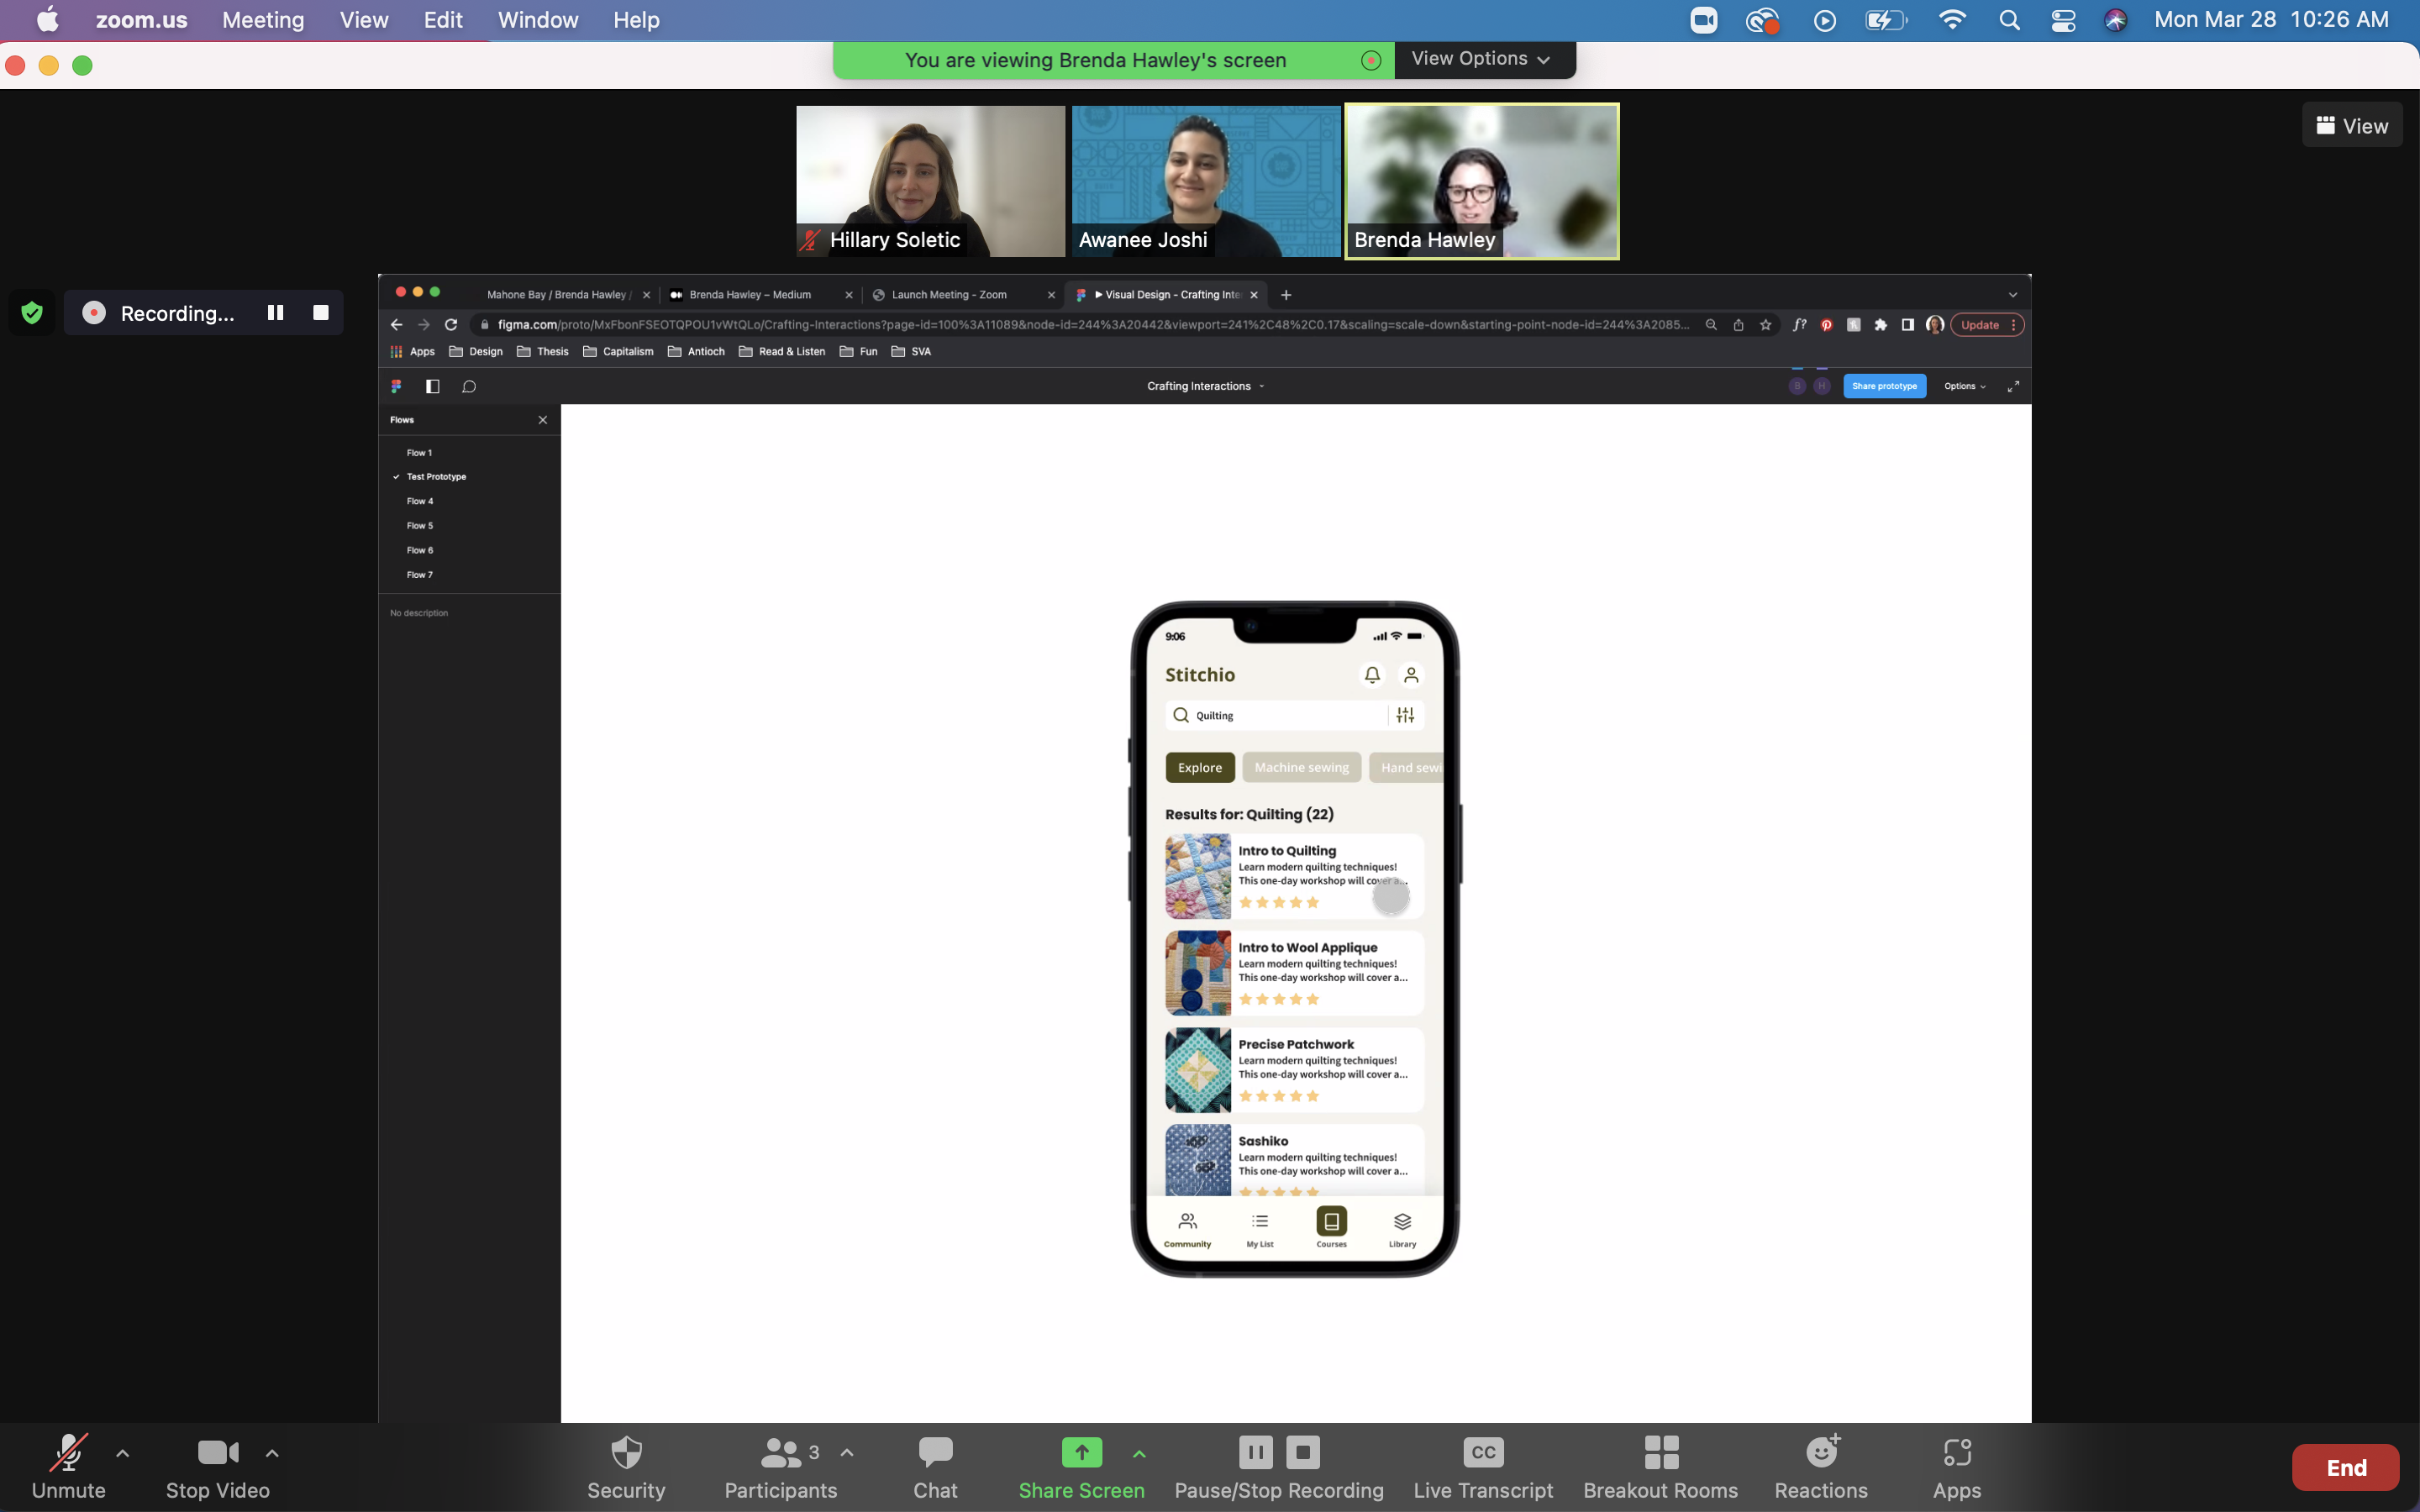 zoom.us Meeting View Edit Window Help Mon Mar 28 10:26 AM
You are viewing Brenda Hawley's screen View Options
View
Hillary Soletic Awanee Joshi Brenda Hawley
Recording...
Mahone Bay / Brenda Hawley / Brenda Hawley – Medium Launch Meeting - Zoom Visual Design - Crafting Inte
figma.com/proto/MxFbonFSEOTQPOU1vWtQLo/Crafting-Interactions?page-id=100%3A11089&node-id=244%3A20442&viewport=241%2C48%2C0.17&scaling=scale-down&starting-point-node-id=244%3A2085... Update
Apps Design Thesis Capitalism Antioch Read & Listen Fun SVA
Crafting Interactions B H Share prototype Options
Flows
Flow 1
Test Prototype
Flow 4
Flow 5
Flow 6
Flow 7
No description
9:06
Stitchio
Quilting
Explore Machine sewing Hand sewi
Results for: Quilting (22)
Intro to Quilting
Learn modern quilting techniques!
This one-day workshop will cover a...
Intro to Wool Applique
Learn modern quilting techniques!
This one-day workshop will cover a...
Precise Patchwork
Learn modern quilting techniques!
This one-day workshop will cover a...
Sashiko
Learn modern quilting techniques!
This one-day workshop will cover a...
Community My List Courses Library
3 CC
Unmute Stop Video Security Participants Chat Share Screen Pause/Stop Recording Live Transcript Breakout Rooms Reactions Apps End